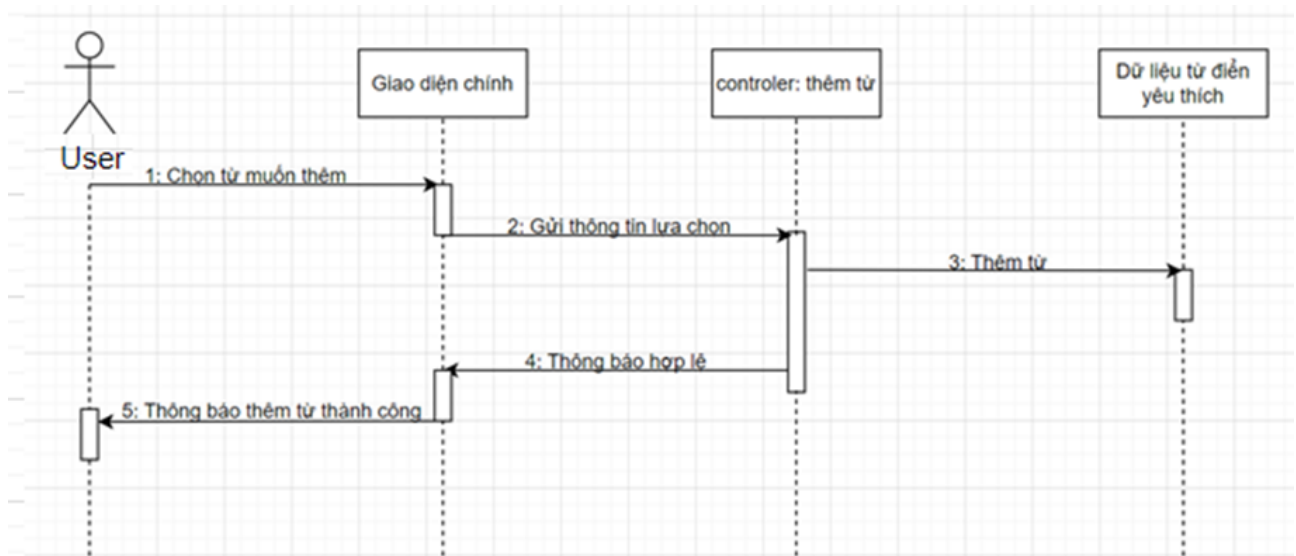 Giao diện chính
controler: thêm từ
Dữ liệu từ điển
yêu thích
User
1: Chọn từ muốn thêm
2: Gửi thông tin lựa chọn
3: Thêm từ
4: Thông báo hợp lệ
5: Thông báo thêm từ thành công